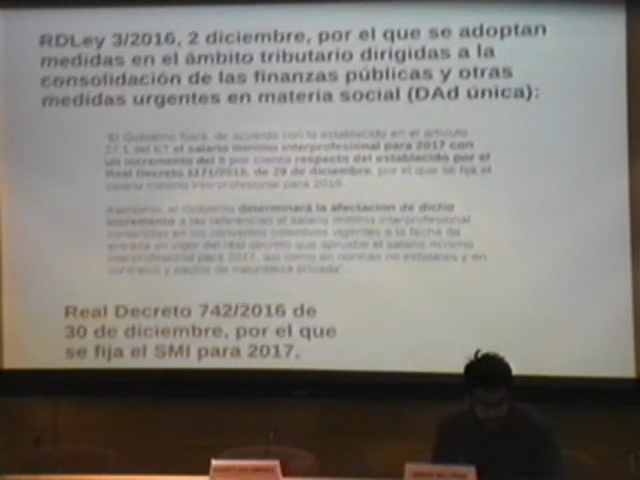 RDLey 3/2016, 2 diciembre, por el que se adoptan
medidas en el ámbito tributario dirigidas a la
consolidación de las finanzas públicas y otras
medidas urgentes en materia social (DAd única):
"El Gobierno fijará, de acuerdo con lo establecido en el artículo
27.1 del ET el salario mínimo interprofesional para 2017 con
un incremento del 8 por ciento respecto del establecido por el
Real Decreto 1171/2015, de 29 de diciembre, por el que se fija el
salario mínimo interprofesional para 2016.
Asimismo, el Gobierno determinará la afectación de dicho
incremento a las referencias al salario mínimo interprofesional
contenidas en los convenios colectivos vigentes a la fecha de
entrada en vigor del real decreto que apruebe el salario mínimo
interprofesional para 2017, así como en normas no estatales y en
contratos y pactos de naturaleza privada"
Real Decreto 742/2016 de
30 de diciembre, por el que
se fija el SMI para 2017.